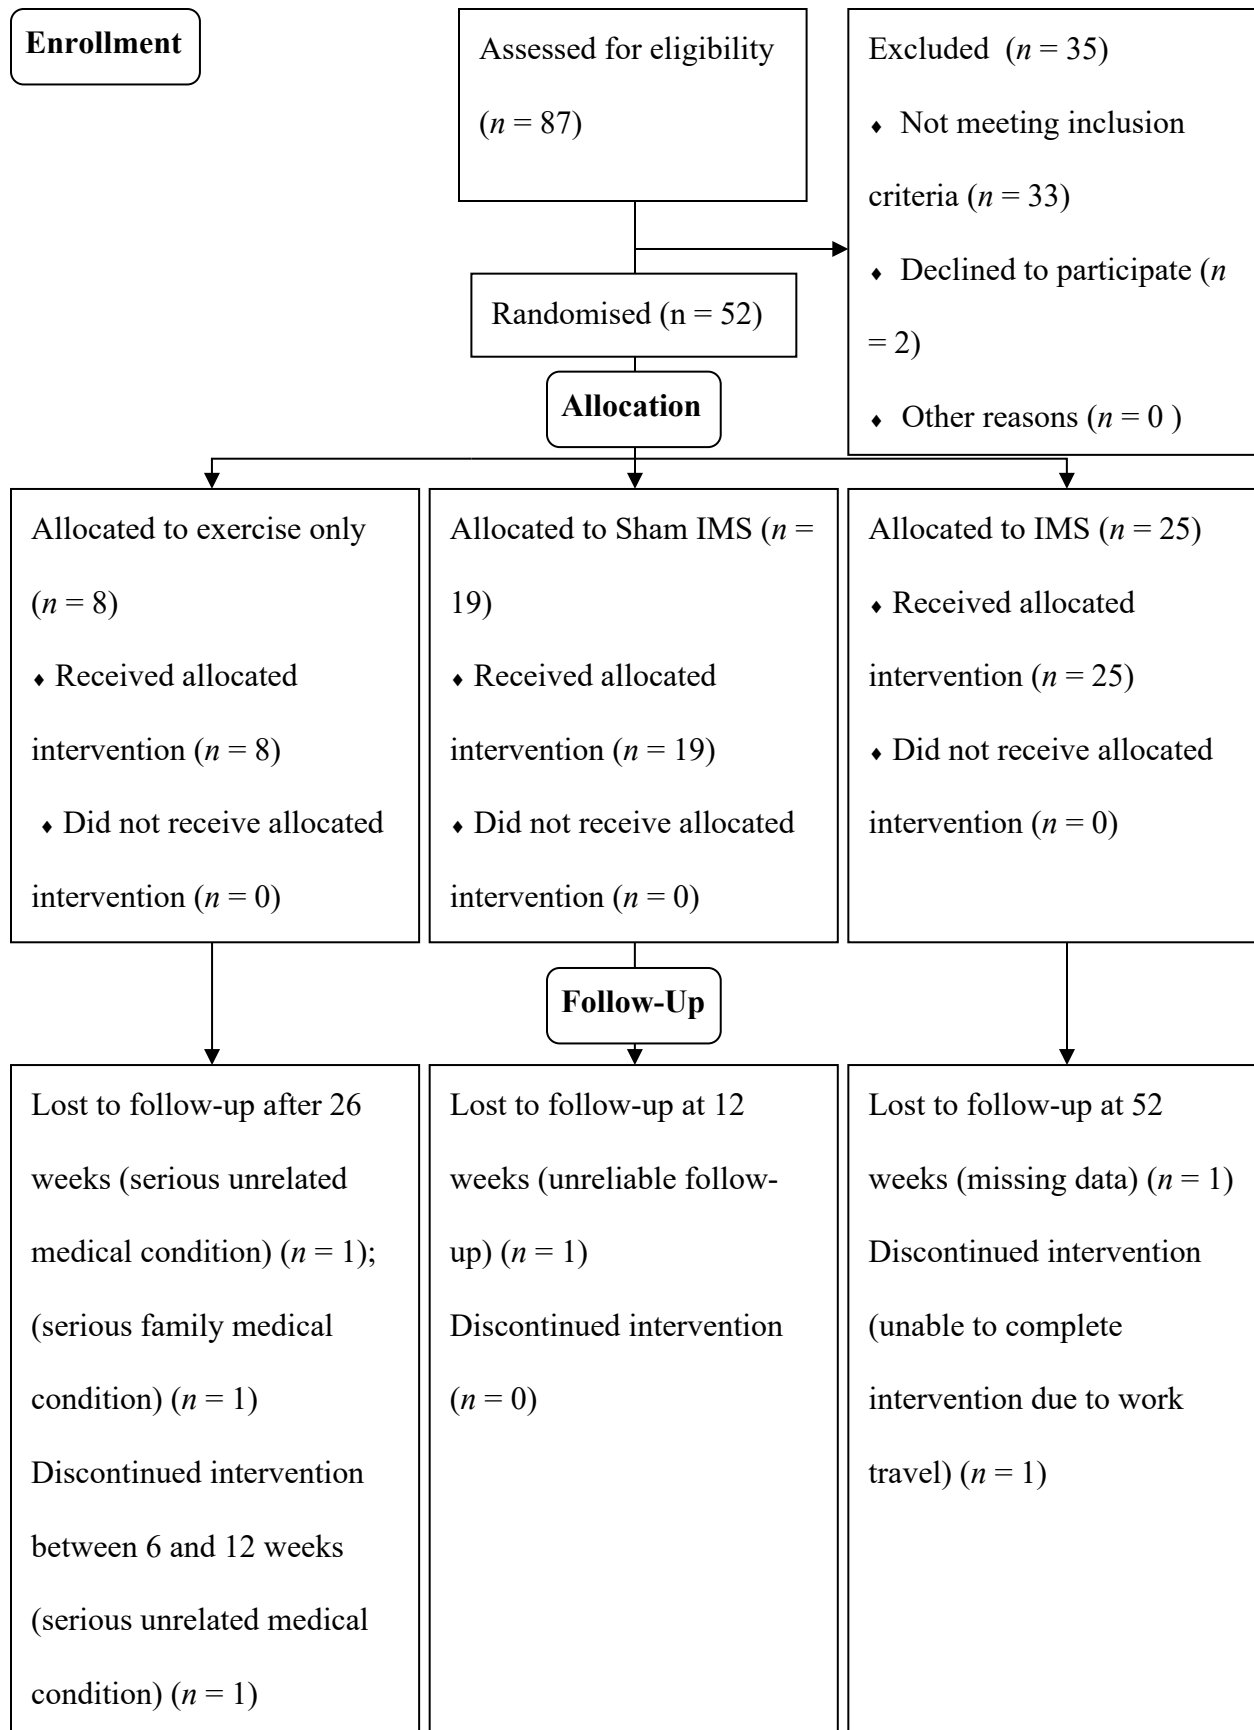 Enrollment
Assessed for eligibility
(n = 87)
Excluded (n = 35)
♦ Not meeting inclusion
criteria (n = 33)
♦ Declined to participate (n
= 2)
♦ Other reasons (n = 0 )
Randomised (n = 52)
Allocation
Allocated to exercise only
(n = 8)
♦ Received allocated
intervention (n = 8)
♦ Did not receive allocated
intervention (n = 0)
Allocated to Sham IMS (n =
19)
♦ Received allocated
intervention (n = 19)
♦ Did not receive allocated
intervention (n = 0)
Allocated to IMS (n = 25)
♦ Received allocated
intervention (n = 25)
♦ Did not receive allocated
intervention (n = 0)
Follow-Up
Lost to follow-up after 26
weeks (serious unrelated
medical condition) (n = 1);
(serious family medical
condition) (n = 1)
Discontinued intervention
between 6 and 12 weeks
(serious unrelated medical
condition) (n = 1)
Lost to follow-up at 12
weeks (unreliable follow-
up) (n = 1)
Discontinued intervention
(n = 0)
Lost to follow-up at 52
weeks (missing data) (n = 1)
Discontinued intervention
(unable to complete
intervention due to work
travel) (n = 1)